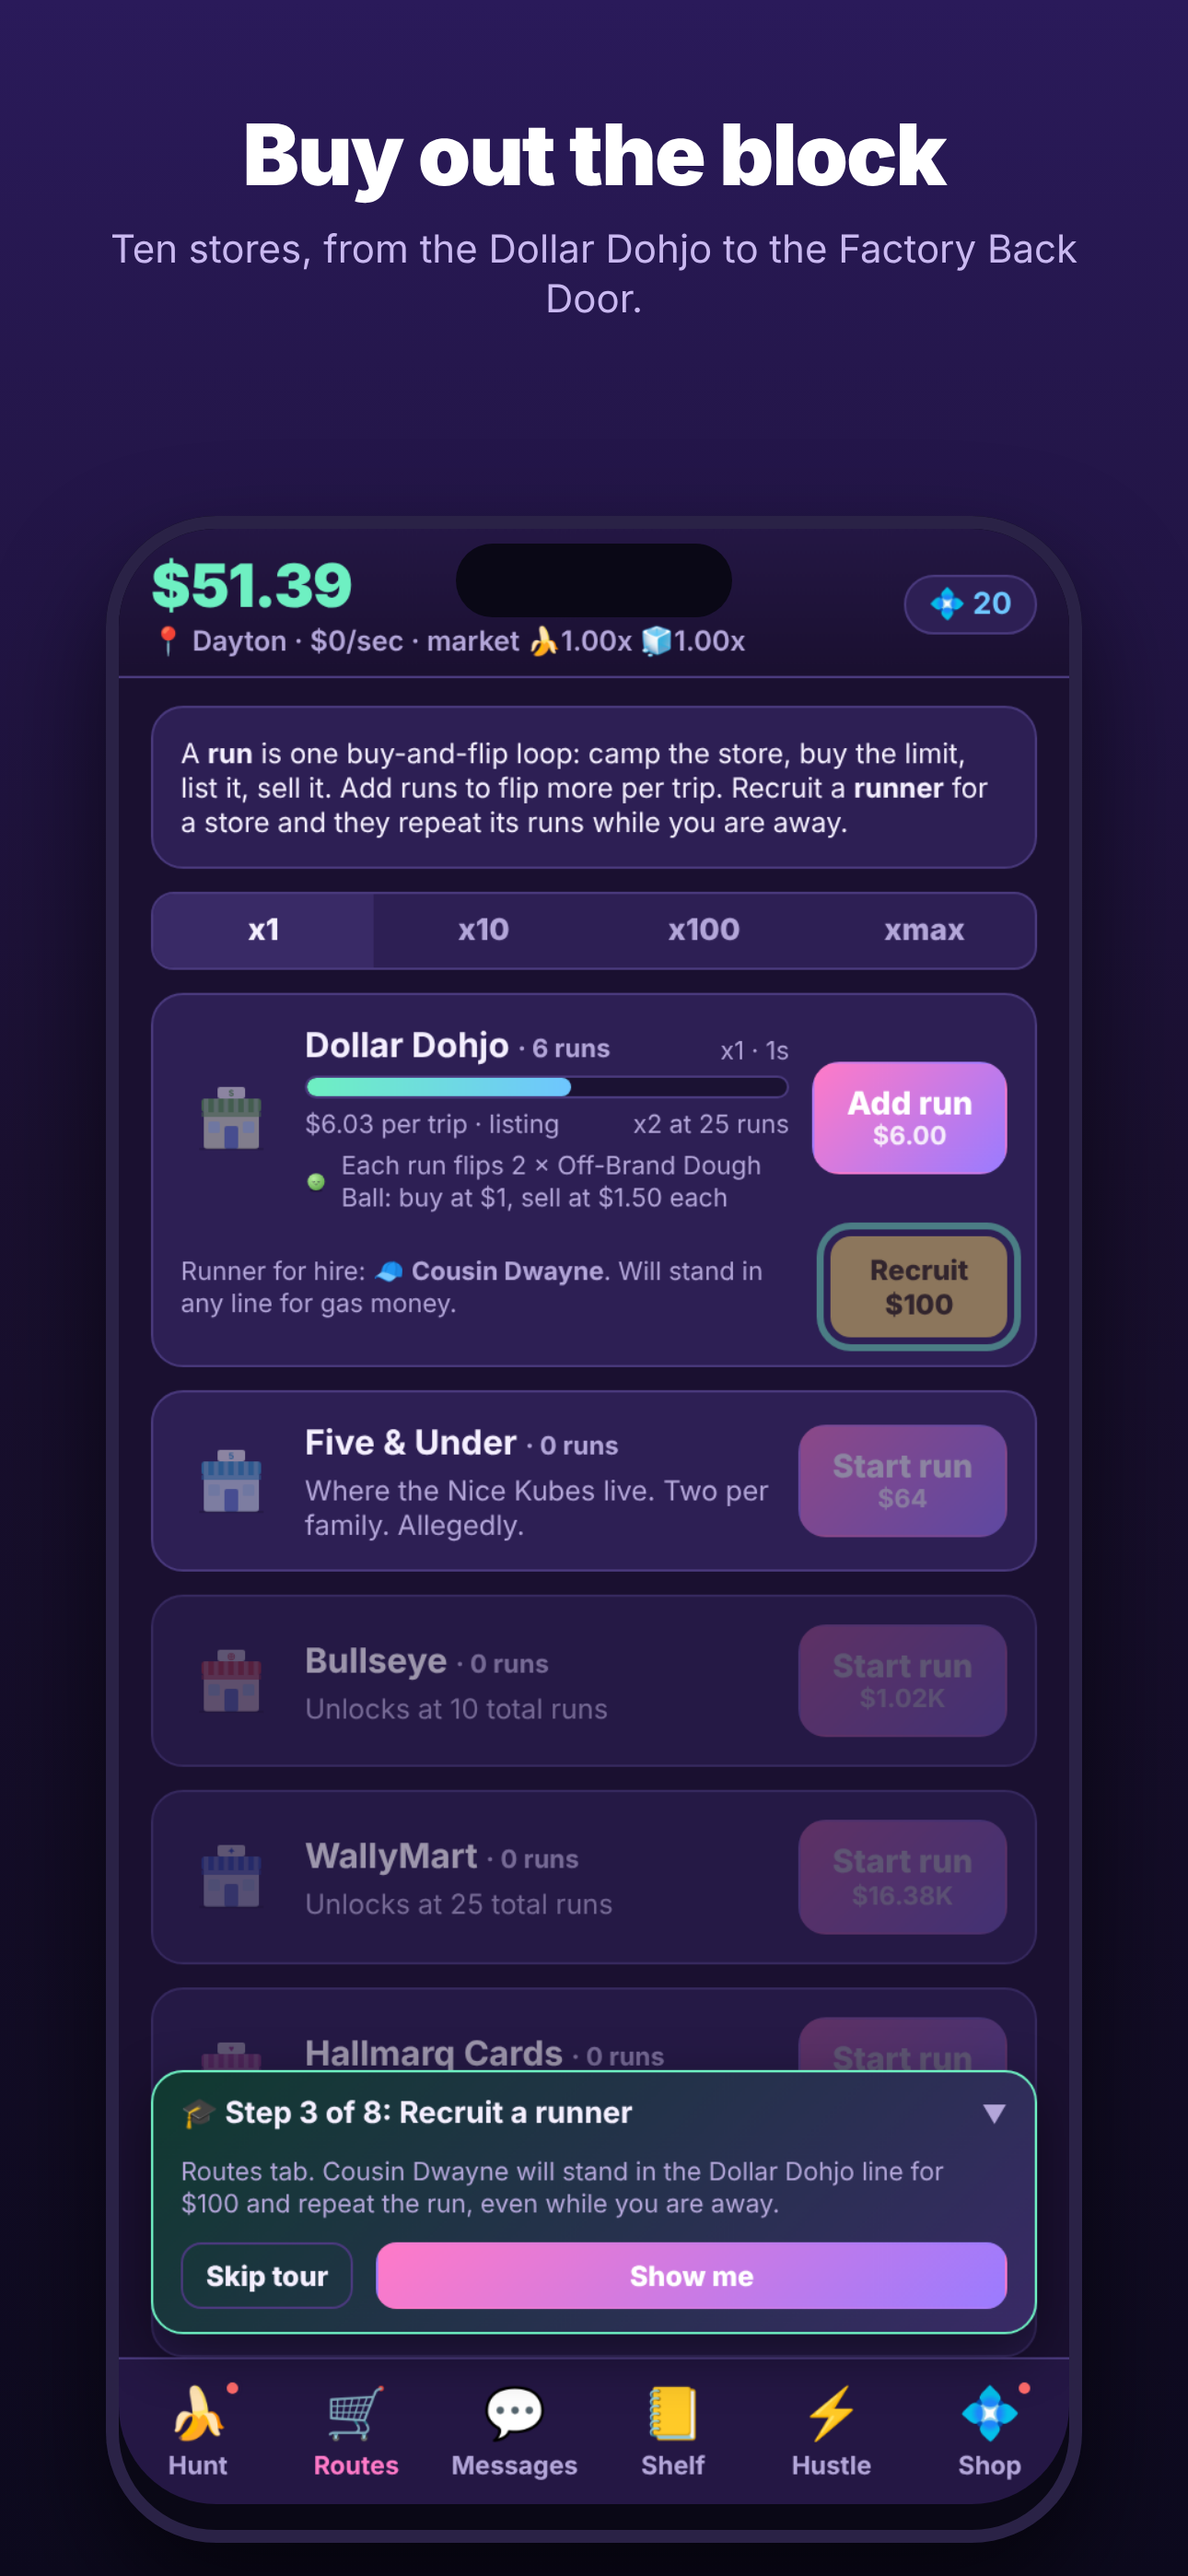 Buy out the block
Ten stores, from the Dollar Dohjo to the Factory Back
Door.
$51.39
20
Dayton · $0/sec · market 🍌1.00x 🧊1.00x
A run is one buy-and-flip loop: camp the store, buy the limit,
list it, sell it. Add runs to flip more per trip. Recruit a runner for
a store and they repeat its runs while you are away.
x1 x10 x100 xmax
Dollar Dohjo · 6 runs x1 · 1s
Add run
$6.00
$6.03 per trip · listing x2 at 25 runs
Each run flips 2 × Off-Brand Dough
Ball: buy at $1, sell at $1.50 each
Runner for hire: 🧢 Cousin Dwayne. Will stand in
any line for gas money.
Recruit
$100
Five & Under · 0 runs
Where the Nice Kubes live. Two per
family. Allegedly.
Start run
$64
Bullseye · 0 runs
Unlocks at 10 total runs
Start run
$1.02K
WallyMart · 0 runs
Unlocks at 25 total runs
Start run
$16.38K
Hallmarq Cards · 0 runs
Start run
🎓 Step 3 of 8: Recruit a runner ▼
Routes tab. Cousin Dwayne will stand in the Dollar Dohjo line for
$100 and repeat the run, even while you are away.
Skip tour
Show me
Hunt Routes Messages Shelf Hustle Shop